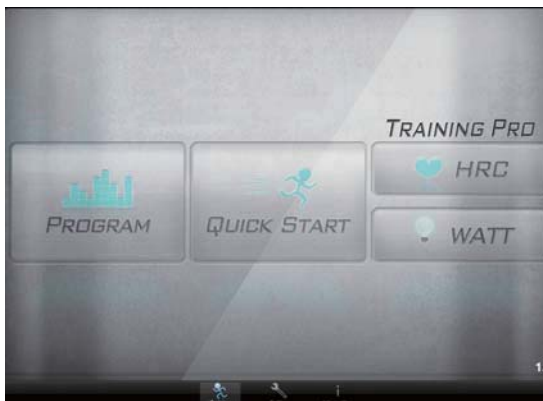 TRAINING PRO
PROGRAM
QUICK START
HRC
WATT